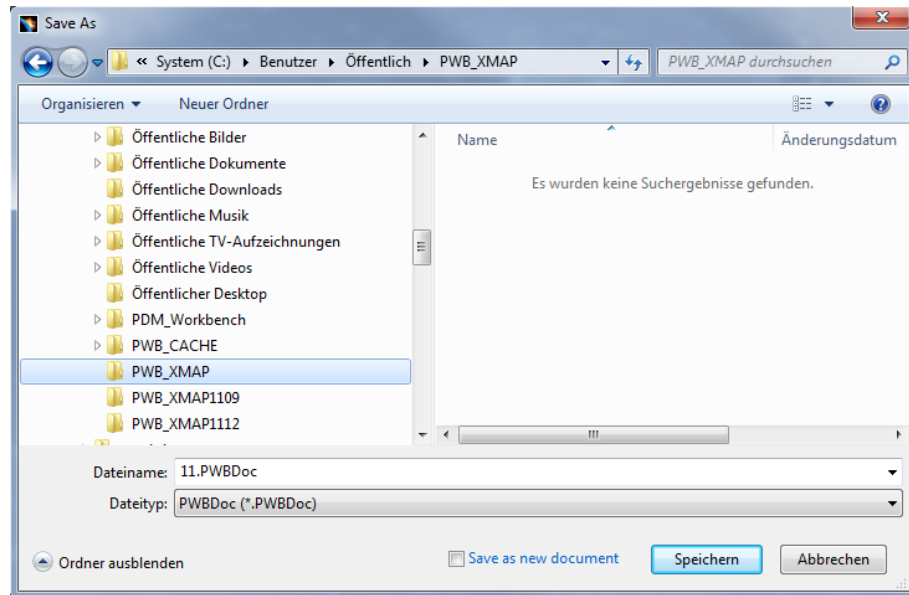 Save As
« System (C:) ▸ Benutzer ▸ Öffentlich ▸ PWB_XMAP
PWB_XMAP durchsuchen
Organisieren
Neuer Ordner
Öffentliche Bilder
Öffentliche Dokumente
Öffentliche Downloads
Öffentliche Musik
Öffentliche TV-Aufzeichnungen
Öffentliche Videos
Öffentlicher Desktop
PDM_Workbench
PWB_CACHE
PWB_XMAP
PWB_XMAP1109
PWB_XMAP1112
Name
Änderungsdatum
Es wurden keine Suchergebnisse gefunden.
Dateiname: 11.PWBDoc
Dateityp: PWBDoc (*.PWBDoc)
Ordner ausblenden
Save as new document
Speichern
Abbrechen